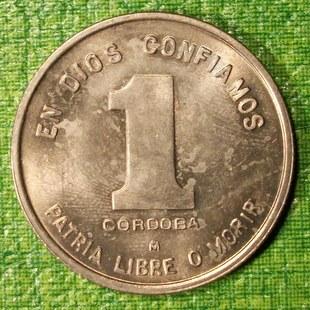 EN DIOS CONFIAMOS
1
CORDOBA
M
PATRIA LIBRE O MORIR